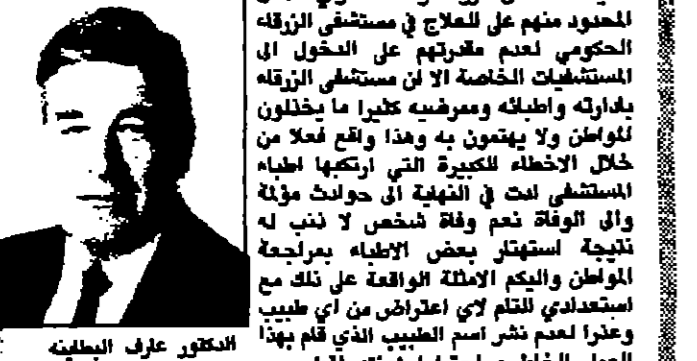 المحدود منهم على العلاج في مستشفى الزرقاء
الحكومي لعدم مقدرتهم على الدخول الى
المستشفيات الخاصة الا ان مستشفى الزرقاء
بادارته واطبائه وممرضيه كثيرا ما يخذلون
المواطن ولا يهتمون به وهذا واقع فعلا من
خلال الاخطاء الكبيرة التي ارتكبها اطباء
المستشفى ادت في النهاية الى حوادث مؤلمة
والى الوفاة نعم وفاة شخص لا ذنب له
نتيجة استهتار بعض الاطباء بمراجعة
المواطن واليكم الامثلة الواقعة على ذلك مع
استعدادي التام لاي اعتراض من اي طبيب
وعذرا لعدم نشر اسم الطبيب الذي قام بهذا
الدكتور عارف البطاينه